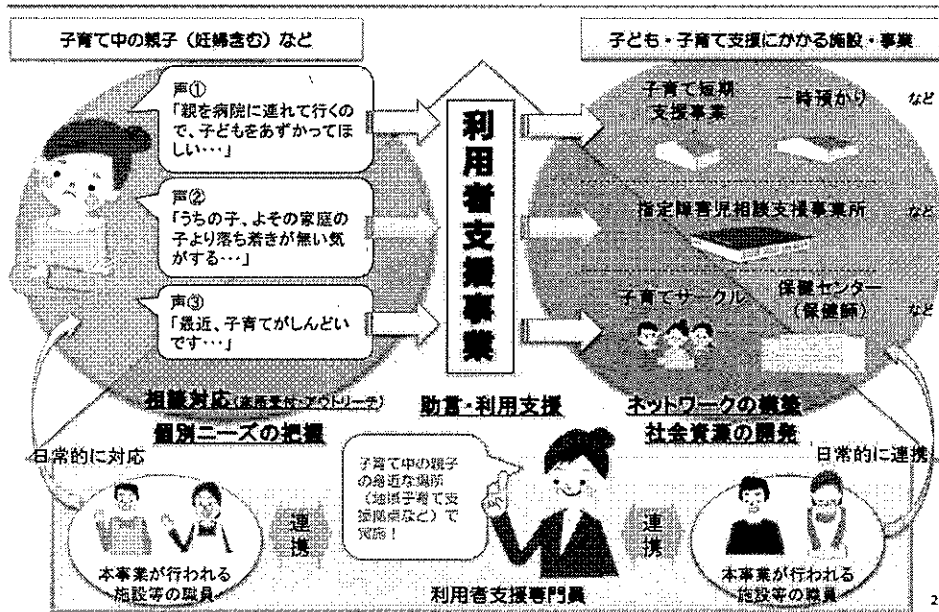 子育て中の親子（妊婦含む）など
子ども・子育て支援にかかる施設・事業
声①
「親を病院に連れて行くの
で、子どもをあずかってほ
しい・・・」
声②
「うちの子、よその家庭の
子より落ち着きが無い気
がする・・・」
声③
「最近、子育てがしんどい
です・・・」
利用者支援事業
子育て短期
支援事業
一時預かり
など
指定障害児相談支援事業所
など
子育てサークル
保健センター
（保健師）
など
相談対応（来所受付・アウトリーチ）
個別ニーズの把握
助言・利用支援
ネットワークの構築
社会資源の開発
日常的に対応
日常的に連携
子育て中の親子
の身近な場所
（地域子育て支
援拠点など）で
実施！
連携
連携
本事業が行われる
施設等の職員
利用者支援専門員
本事業が行われる
施設等の職員
2